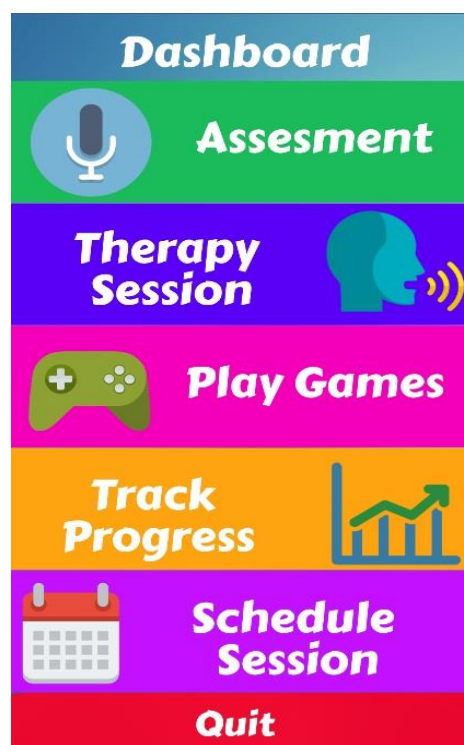 Dashboard
Assesment
Therapy
Session
Play Games
Track
Progress
Schedule
Session
Quit